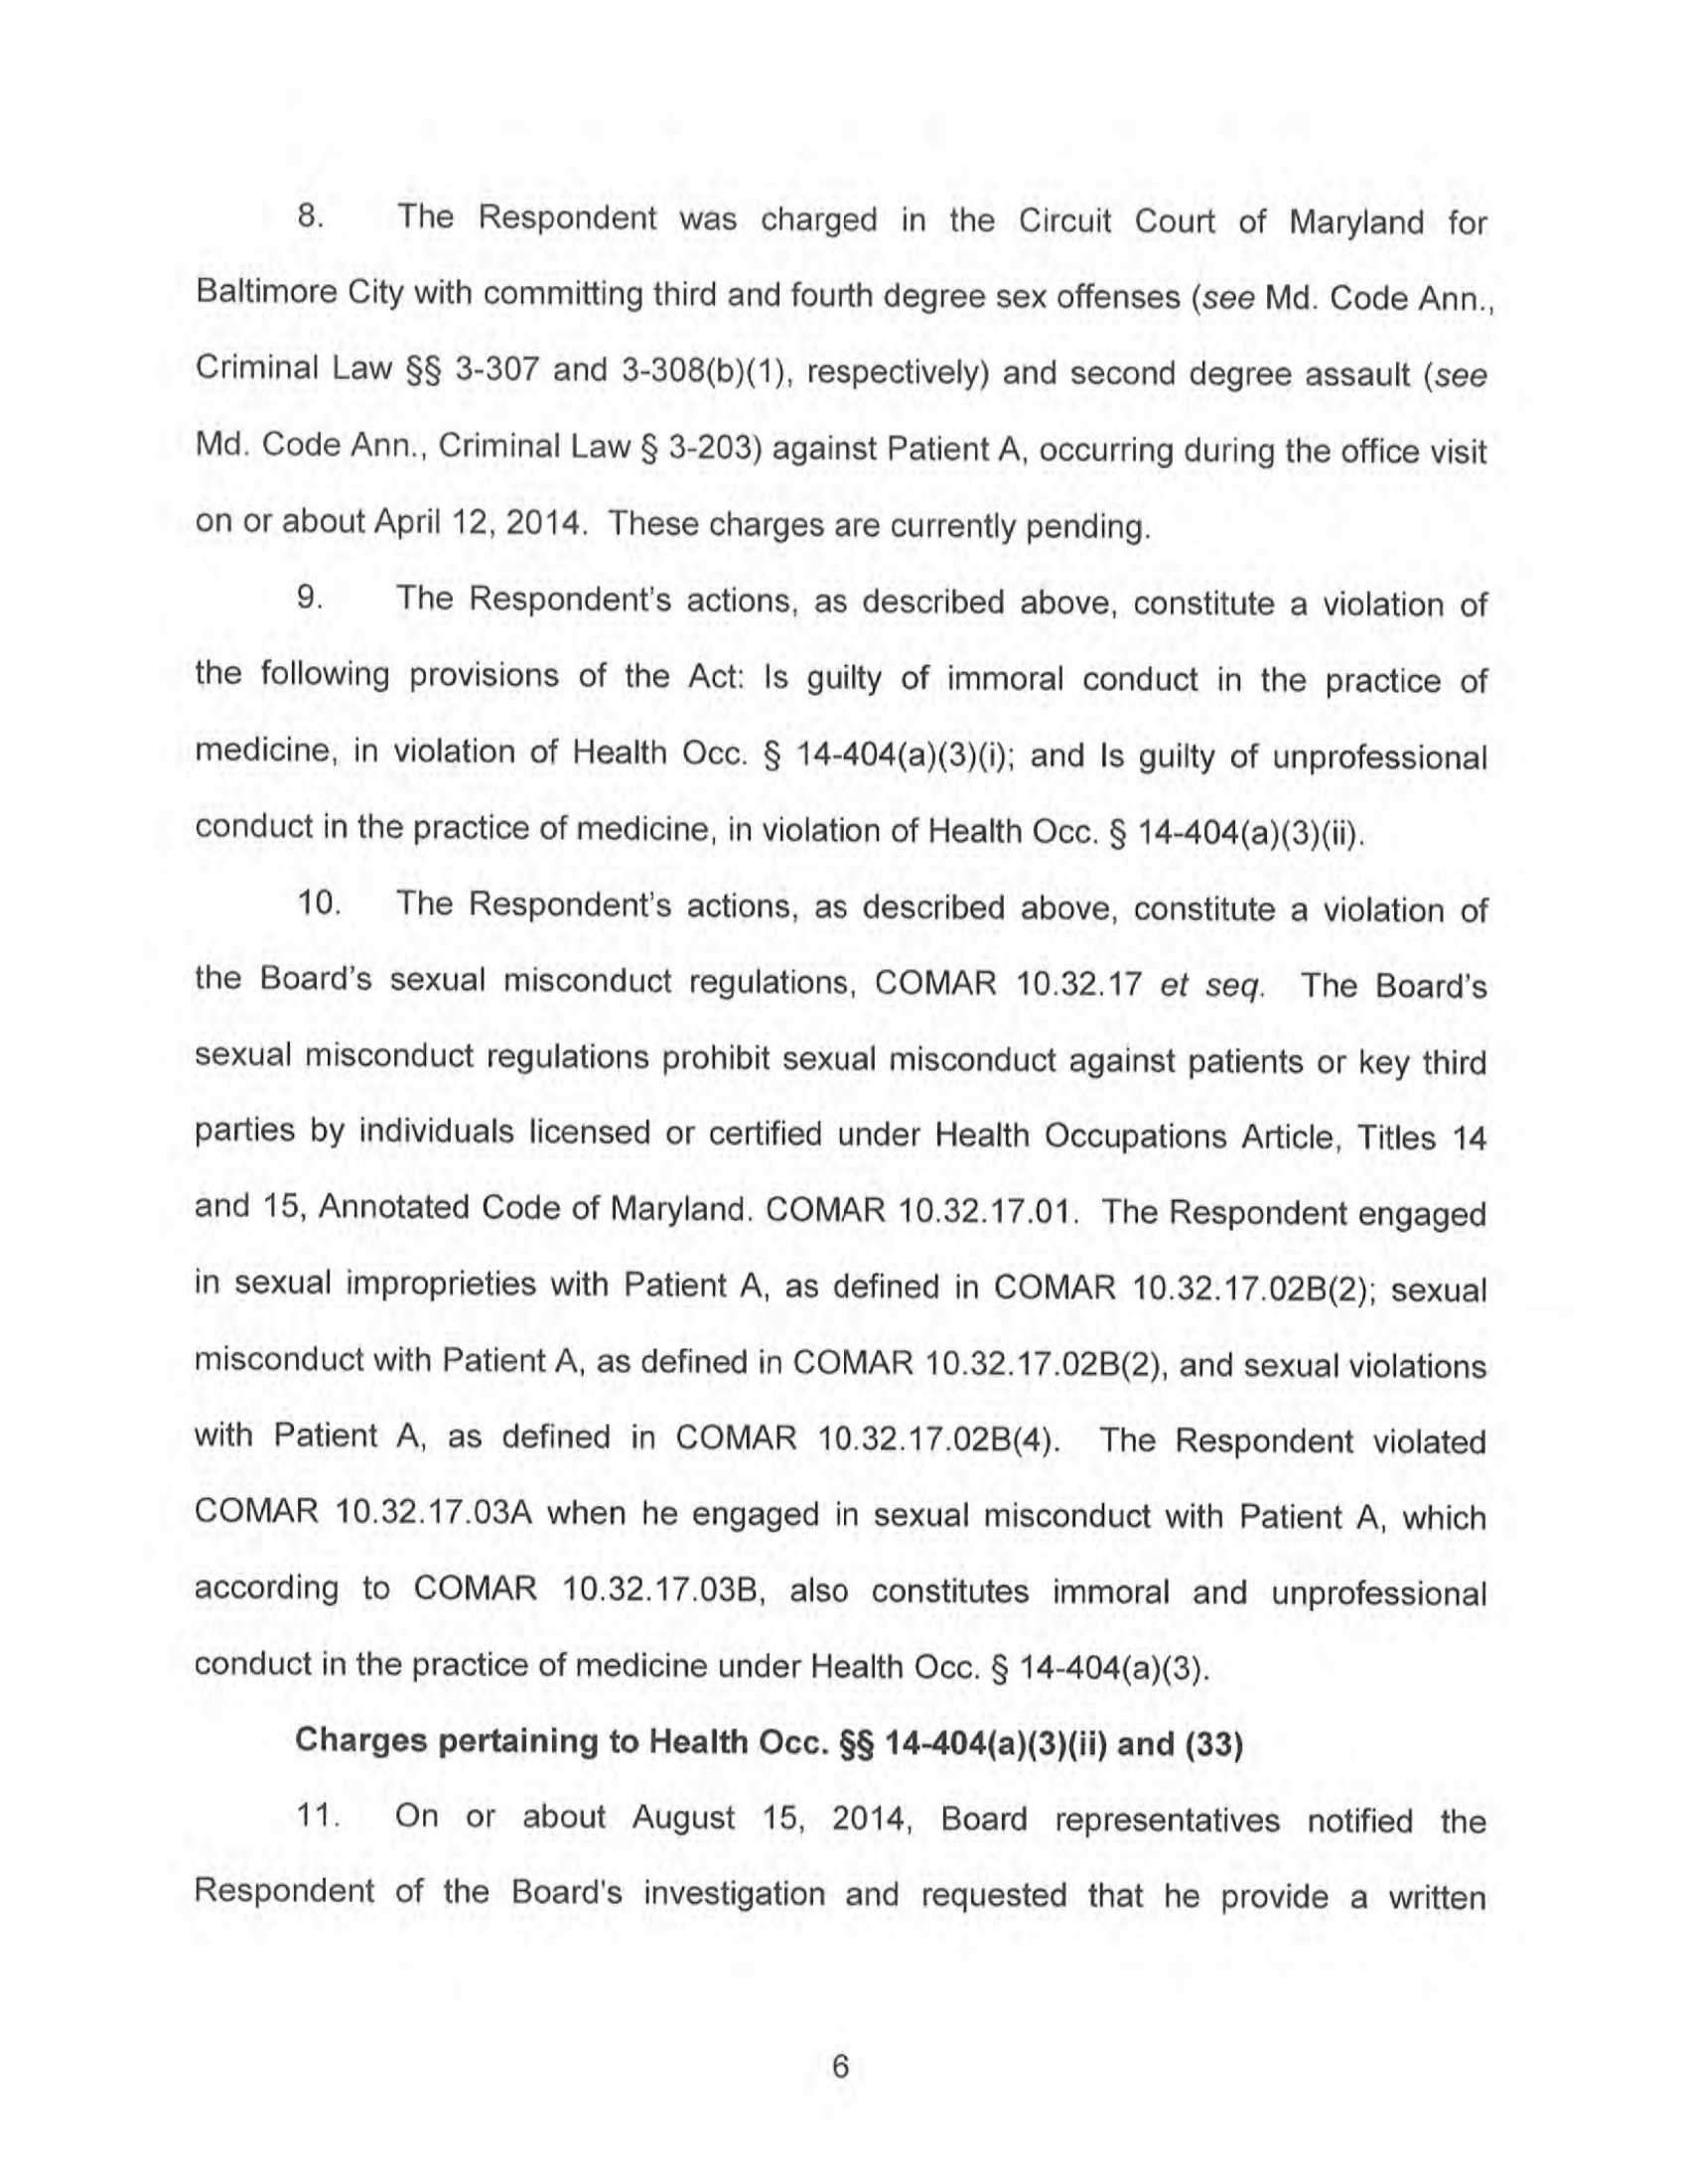 8. The Respondent was charged in the Circuit Court of Maryland for
Baltimore City with committing third and fourth degree sex offenses (see Md. Code Ann.,
Criminal Law §§ 3-307 and 3-308(b)(1), respectively) and second degree assault (see
Md. Code Ann., Criminal Law § 3-203) against Patient A, occurring during the office visit
on or about April 12, 2014. These charges are currently pending.
9. The Respondent's actions, as described above, constitute a violation of
the following provisions of the Act: Is guilty of immoral conduct in the practice of
medicine, in violation of Health Occ. § 14-404(a)(3)(i); and Is guilty of unprofessional
conduct in the practice of medicine, in violation of Health Occ. § 14-404(a)(3)(ii).
10. The Respondent's actions, as described above, constitute a violation of
the Board's sexual misconduct regulations, COMAR 10.32.17 et seq. The Board's
sexual misconduct regulations prohibit sexual misconduct against patients or key third
parties by individuals licensed or certified under Health Occupations Article, Titles 14
and 15, Annotated Code of Maryland. COMAR 10.32.17.01. The Respondent engaged
in sexual improprieties with Patient A, as defined in COMAR 10.32.17.02B(2); sexual
misconduct with Patient A, as defined in COMAR 10.32.17.02B(2), and sexual violations
with Patient A, as defined in COMAR 10.32.17.02B(4). The Respondent violated
COMAR 10.32.17.03A when he engaged in sexual misconduct with Patient A, which
according to COMAR 10.32.17.03B, also constitutes immoral and unprofessional
conduct in the practice of medicine under Health Occ. § 14-404(a)(3).
Charges pertaining to Health Occ. §§ 14-404(a)(3)(ii) and (33)
11. On or about August 15, 2014, Board representatives notified the
Respondent of the Board's investigation and requested that he provide a written
6